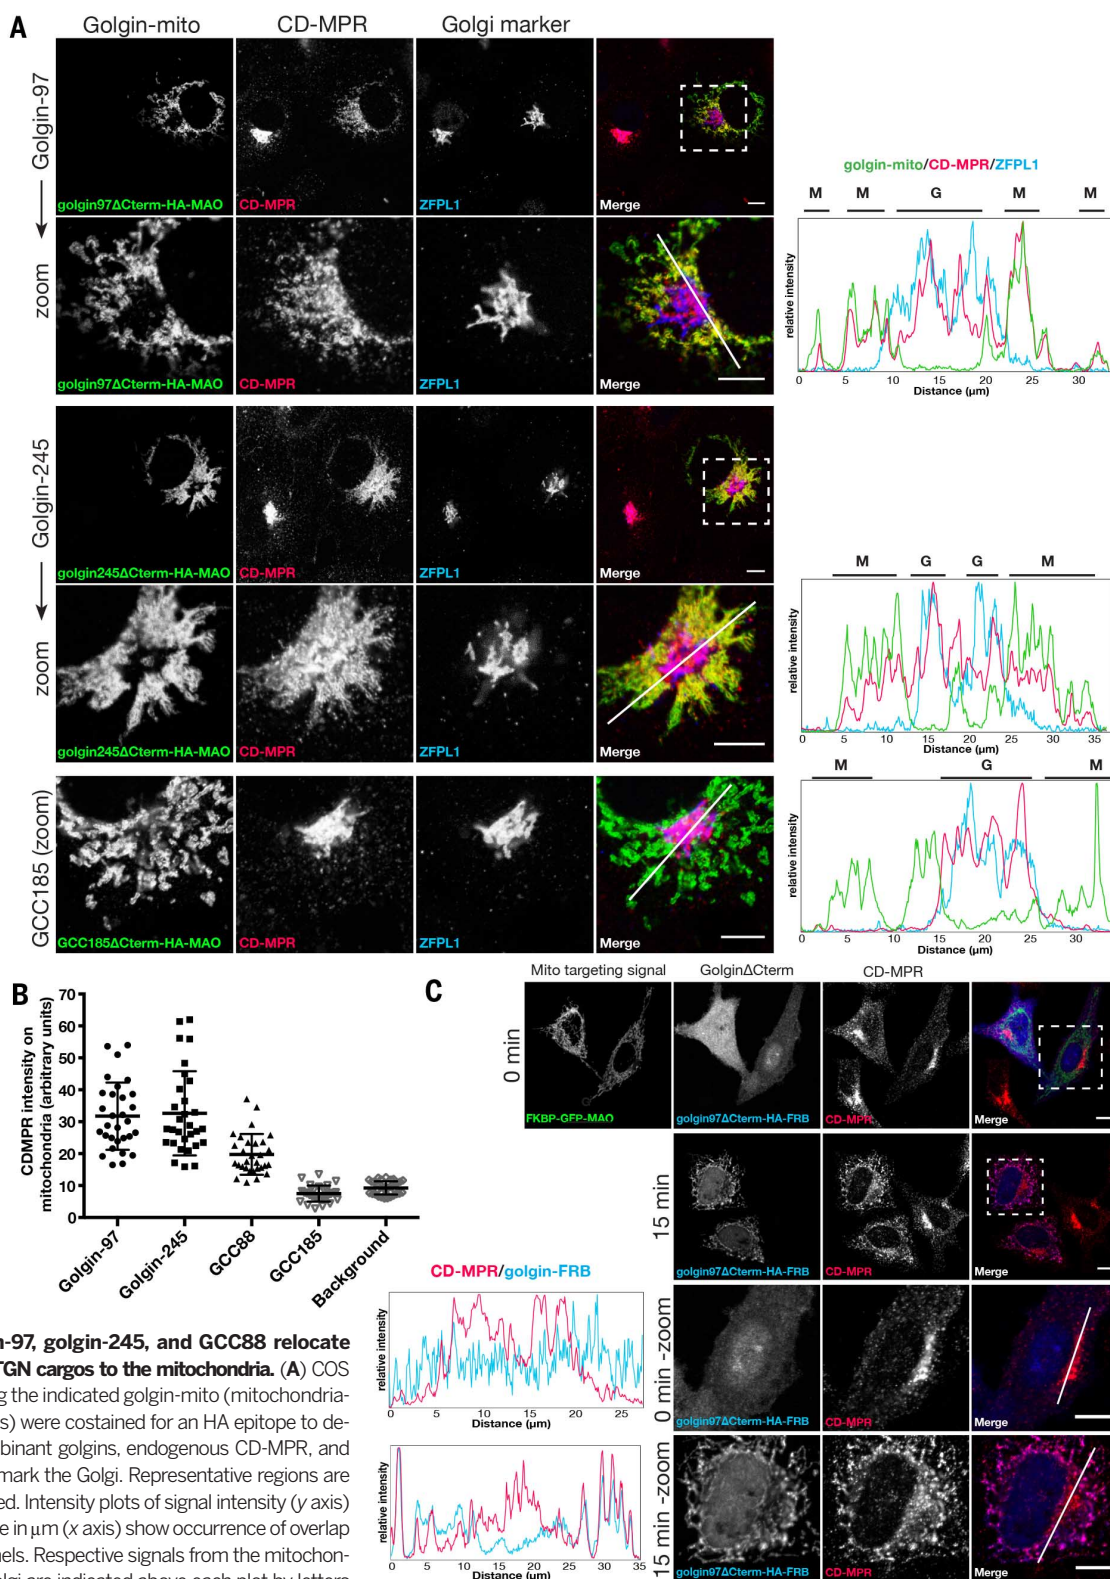 A
Golgin-mito
CD-MPR
Golgi marker
Golgin-97
golgin97ΔCterm-HA-MAO
CD-MPR
ZFPL1
Merge
zoom
golgin97ΔCterm-HA-MAO
CD-MPR
ZFPL1
Merge
golgin-mito/CD-MPR/ZFPL1
M M G M M
relative intensity
0 5 10 15 20 25 30
Distance (µm)
Golgin-245
golgin245ΔCterm-HA-MAO
CD-MPR
ZFPL1
Merge
zoom
golgin245ΔCterm-HA-MAO
CD-MPR
ZFPL1
Merge
M G G M
relative intensity
0 5 10 15 20 25 30 35
Distance (µm)
GCC185 (zoom)
GCC185ΔCterm-HA-MAO
CD-MPR
ZFPL1
Merge
M G M
relative intensity
0 5 10 15 20 25 30
Distance (µm)
B
CDMPR intensity on
mitochondria (arbitrary units)
70
60
50
40
30
20
10
0
Golgin-97
Golgin-245
GCC88
GCC185
Background
C
Mito targeting signal
GolginΔCterm
CD-MPR
0 min
FKBP-GFP-MAO
golgin97ΔCterm-HA-FRB
CD-MPR
Merge
15 min
golgin97ΔCterm-HA-FRB
CD-MPR
Merge
0 min -zoom
golgin97ΔCterm-HA-FRB
CD-MPR
Merge
15 min -zoom
golgin97ΔCterm-HA-FRB
CD-MPR
Merge
CD-MPR/golgin-FRB
relative intensity
0 5 10 15 20 25
Distance (µm)
relative intensity
0 5 10 15 20 25 30 35
Distance (µm)
n-97, golgin-245, and GCC88 relocate
TGN cargos to the mitochondria. (A) COS
g the indicated golgin-mito (mitochondria-
s) were costained for an HA epitope to de-
mbinant golgins, endogenous CD-MPR, and
mark the Golgi. Representative regions are
ed. Intensity plots of signal intensity (y axis)
e in µm (x axis) show occurrence of overlap
nels. Respective signals from the mitochon-
olgi are indicated above each plot by letters